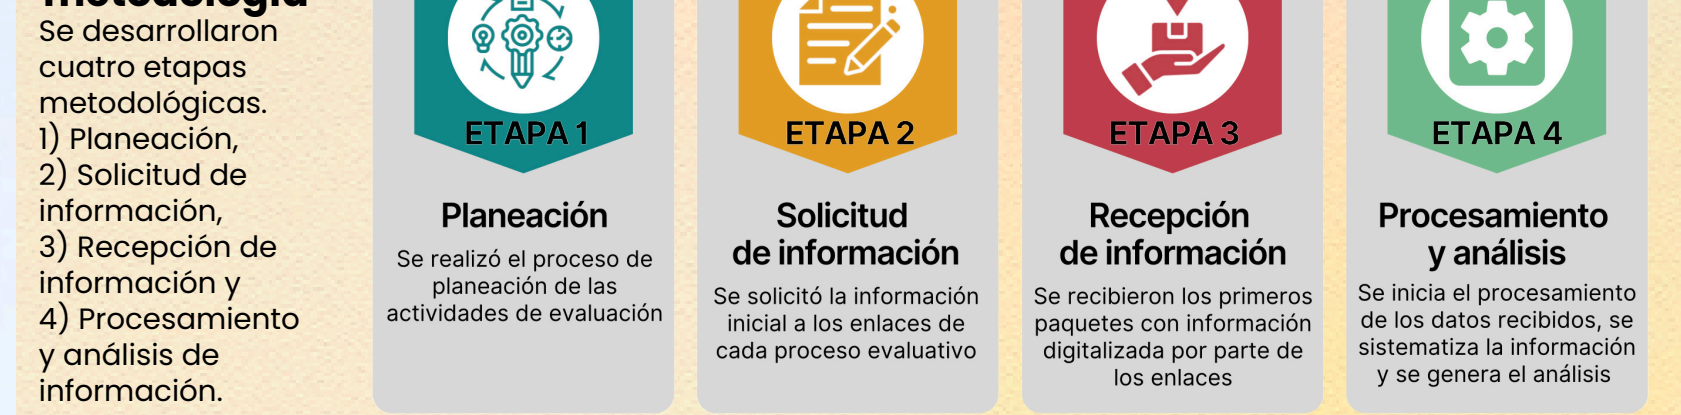 metodología
Se desarrollaron
cuatro etapas
metodológicas.
1) Planeación,
2) Solicitud de
información,
3) Recepción de
información y
4) Procesamiento
y análisis de
información.
ETAPA 1
Planeación
Se realizó el proceso de
planeación de las
actividades de evaluación
ETAPA 2
Solicitud
de información
Se solicitó la información
inicial a los enlaces de
cada proceso evaluativo
ETAPA 3
Recepción
de información
Se recibieron los primeros
paquetes con información
digitalizada por parte de
los enlaces
ETAPA 4
Procesamiento
y análisis
Se inicia el procesamiento
de los datos recibidos, se
sistematiza la información
y se genera el análisis